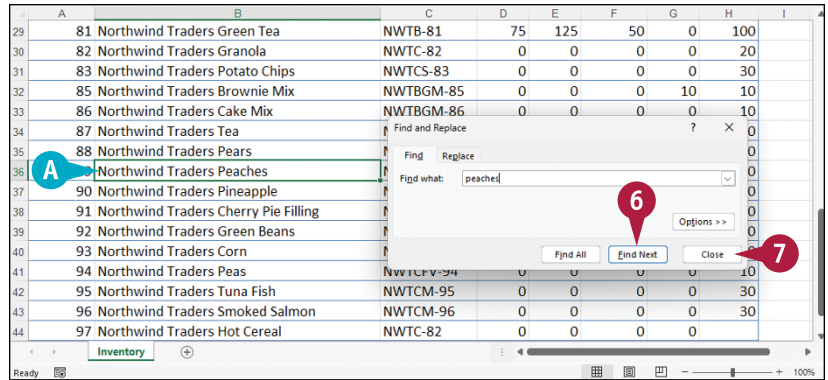 A B C D E F G H I
29 81 Northwind Traders Green Tea NWTB-81 75 125 50 0 100
30 82 Northwind Traders Granola NWTC-82 0 0 0 0 20
31 83 Northwind Traders Potato Chips NWTCS-83 0 0 0 0 30
32 85 Northwind Traders Brownie Mix NWTBGM-85 0 0 0 10 10
33 86 Northwind Traders Cake Mix NWTBGM-86 0 0 0 0 10
34 87 Northwind Traders Tea
35 88 Northwind Traders Pears
36 Northwind Traders Peaches
37 90 Northwind Traders Pineapple
38 91 Northwind Traders Cherry Pie Filling
39 92 Northwind Traders Green Beans
40 93 Northwind Traders Corn
41 94 Northwind Traders Peas NWTCFV-94 0 0 0 0 10
42 95 Northwind Traders Tuna Fish NWTCM-95 0 0 0 0 30
43 96 Northwind Traders Smoked Salmon NWTCM-96 0 0 0 0 30
44 97 Northwind Traders Hot Cereal NWTC-82 0 0 0 0
A
Find and Replace ? ×
Find Replace
Find what: peaches
6
Options >>
Find All Find Next Close
7
Inventory
Ready 100%